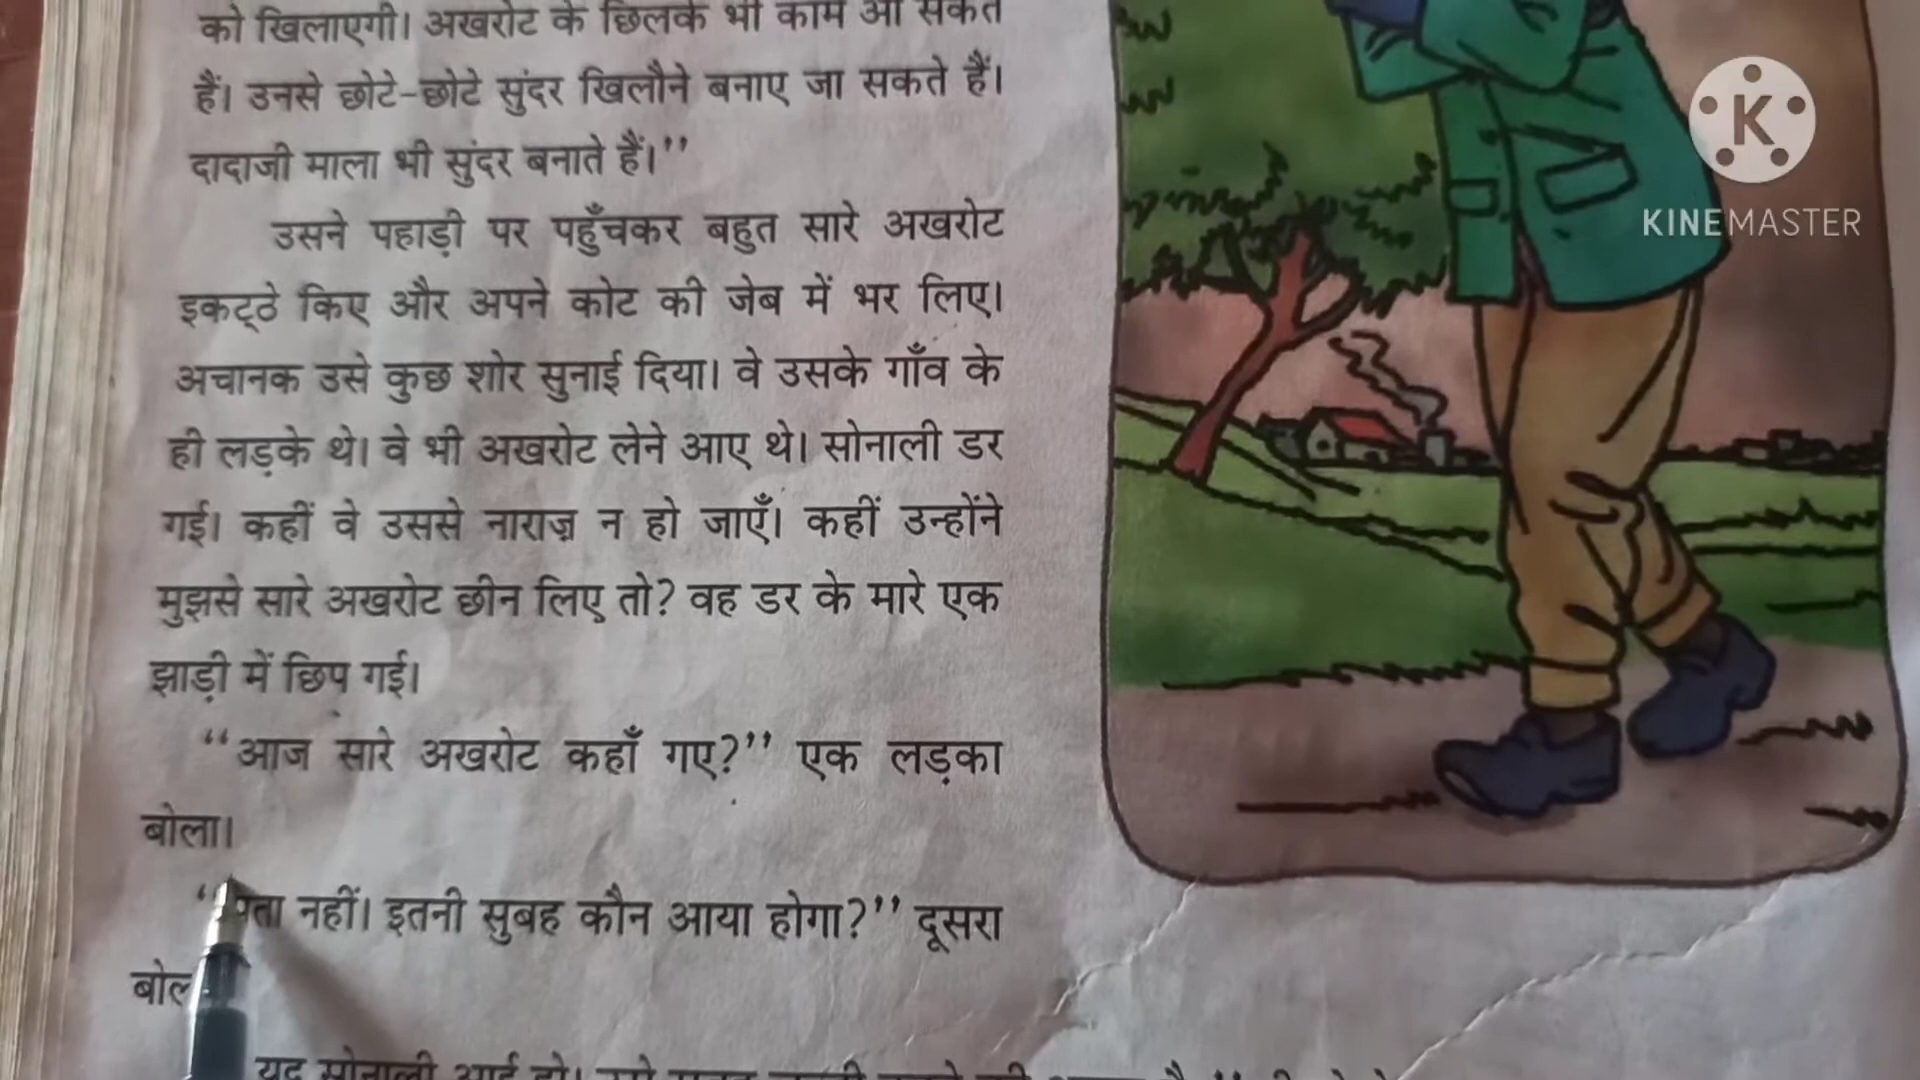 को खिलाएगी। अखरोट के छिलके भी काम आ सकते
हैं। उनसे छोटे-छोटे सुंदर खिलौने बनाए जा सकते हैं।
दादाजी माला भी सुंदर बनाते हैं।”
उसने पहाड़ी पर पहुँचकर बहुत सारे अखरोट
इकट्ठे किए और अपने कोट की जेब में भर लिए।
अचानक उसे कुछ शोर सुनाई दिया। वे उसके गाँव के
ही लड़के थे। वे भी अखरोट लेने आए थे। सोनाली डर
गई। कहीं वे उससे नाराज़ न हो जाएँ। कहीं उन्होंने
मुझसे सारे अखरोट छीन लिए तो? वह डर के मारे एक
झाड़ी में छिप गई।
“आज सारे अखरोट कहाँ गए?” एक लड़का
बोला।
“पता नहीं। इतनी सुबह कौन आया होगा?” दूसरा
सोनाली आई हो।
K
KINEMASTER